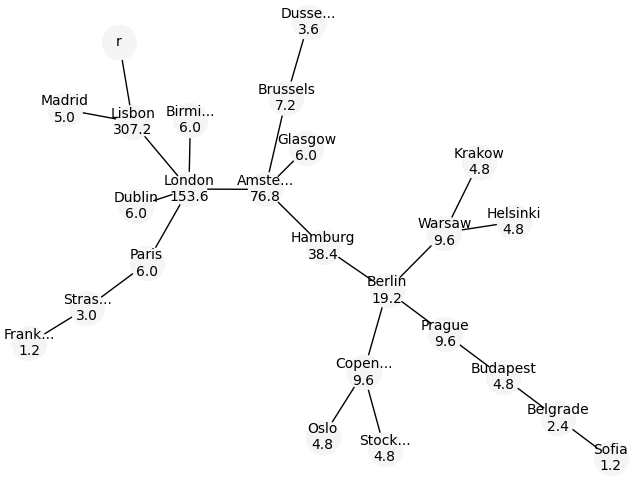 Dusse...
3.6
r
Brussels
7.2
Madrid
5.0
Lisbon
307.2
Birmi...
6.0
Glasgow
6.0
Krakow
4.8
London
153.6
Amste...
76.8
Dublin
6.0
Helsinki
4.8
Warsaw
9.6
Hamburg
38.4
Paris
6.0
Berlin
19.2
Stras...
3.0
Prague
9.6
Frank...
1.2
Copen...
9.6
Budapest
4.8
Belgrade
2.4
Oslo
4.8
Stock...
4.8
Sofia
1.2